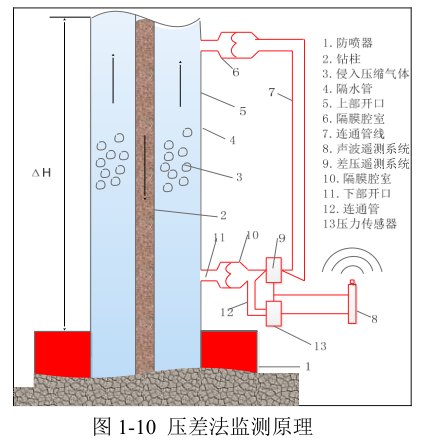 1.防喷器
2.钻柱
3.侵入压缩气体
4.隔水管
5.上部开口
6.隔膜腔室
7.连通管线
8.声波遥测系统
9.差压遥测系统
10.隔膜腔室
11.下部开口
12.连通管
13压力传感器
ΔH
6
7
5
4
3
2
11
10
9
12
13
8
1
图 1-10 压差法监测原理